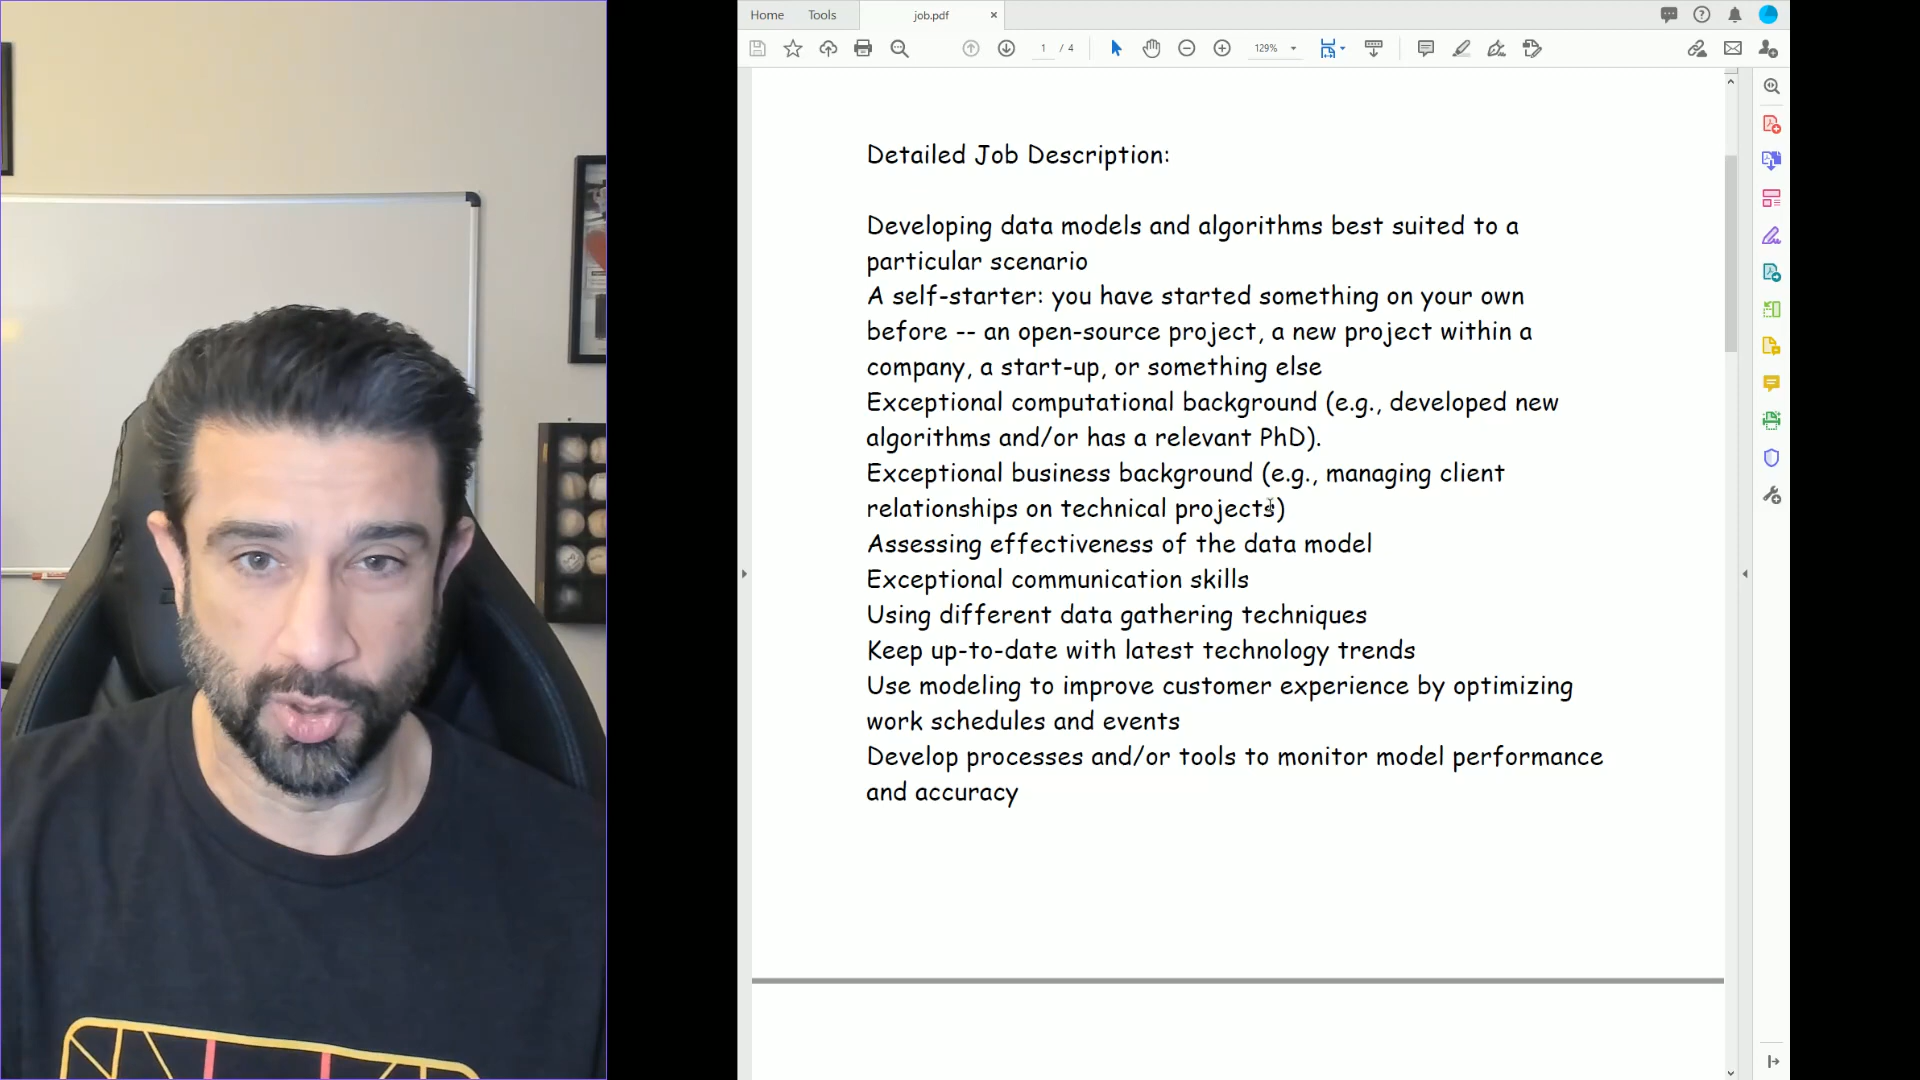 Home Tools job.pdf ×
1 / 4 129%
Detailed Job Description:
Developing data models and algorithms best suited to a
particular scenario
A self-starter: you have started something on your own
before -- an open-source project, a new project within a
company, a start-up, or something else
Exceptional computational background (e.g., developed new
algorithms and/or has a relevant PhD).
Exceptional business background (e.g., managing client
relationships on technical projects)
Assessing effectiveness of the data model
Exceptional communication skills
Using different data gathering techniques
Keep up-to-date with latest technology trends
Use modeling to improve customer experience by optimizing
work schedules and events
Develop processes and/or tools to monitor model performance
and accuracy